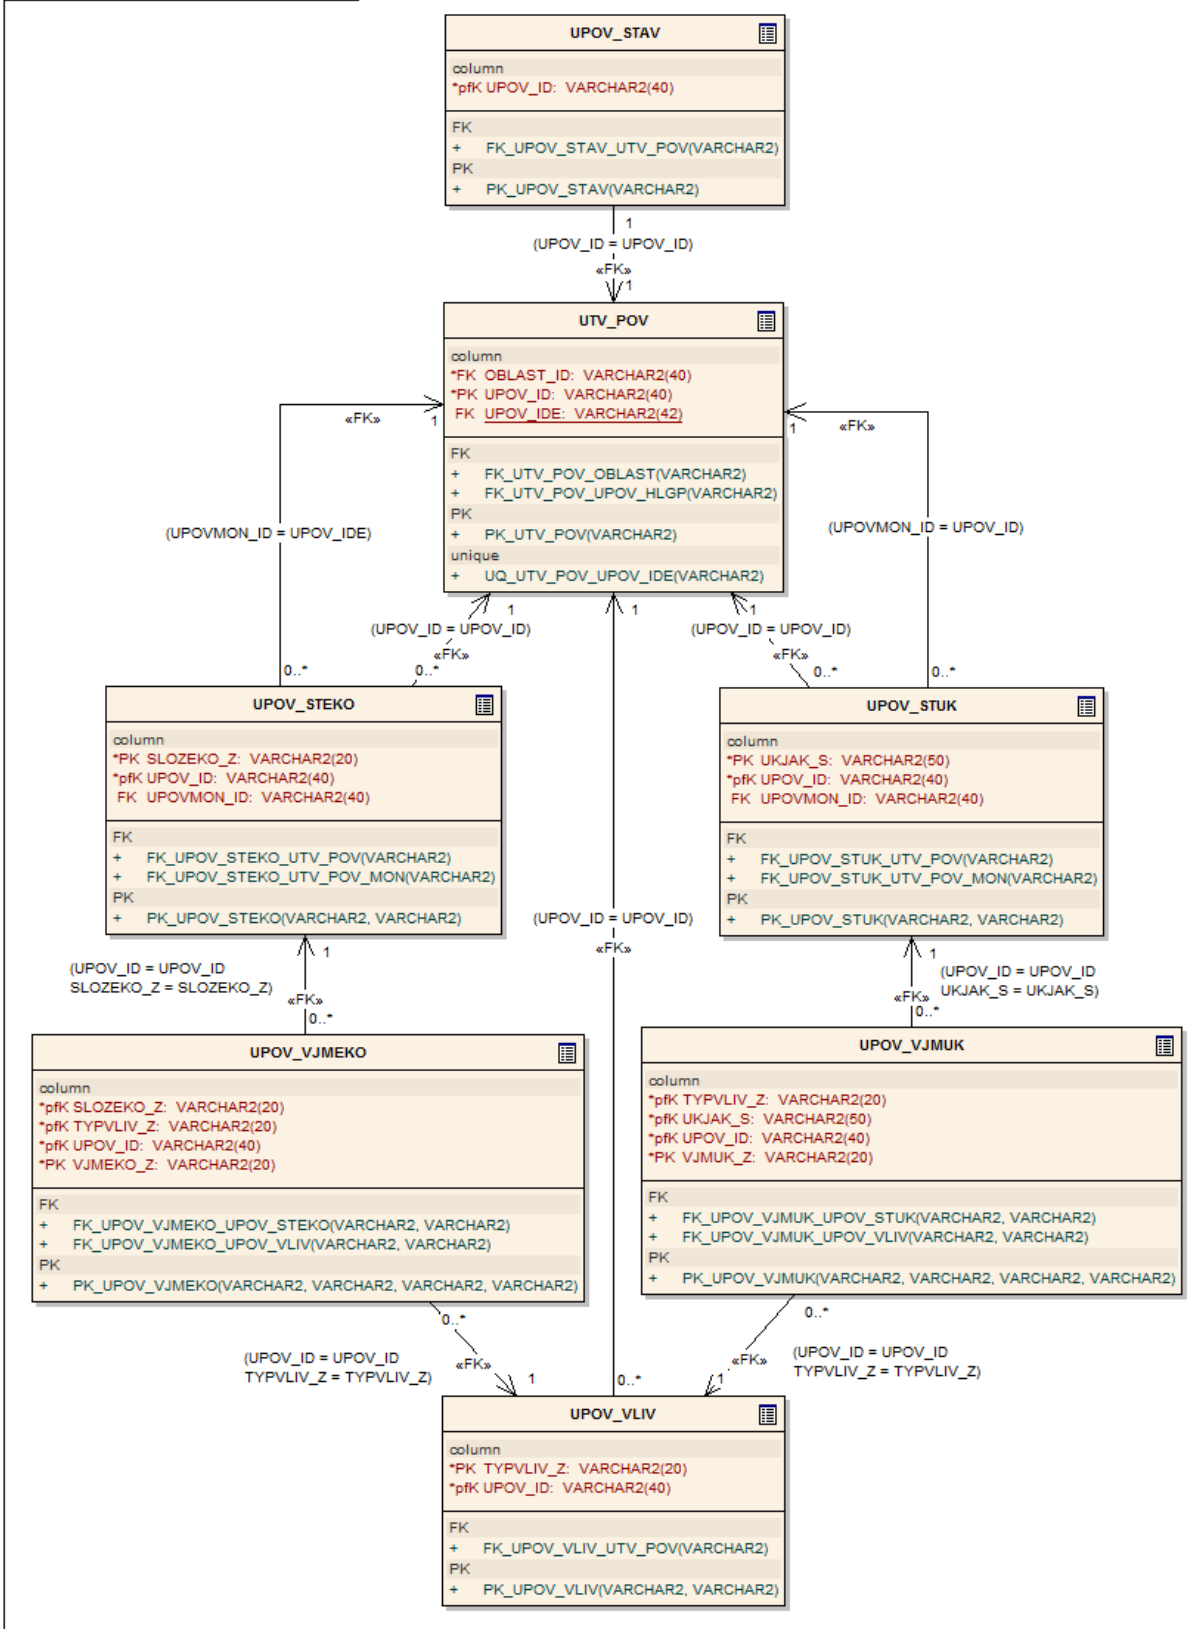 UPOV_STAV
column
*pfK UPOV_ID: VARCHAR2(40)
FK
+ FK_UPOV_STAV_UTV_POV(VARCHAR2)
PK
+ PK_UPOV_STAV(VARCHAR2)
1
(UPOV_ID = UPOV_ID)
«FK»
1
UTV_POV
column
*FK OBLAST_ID: VARCHAR2(40)
*PK UPOV_ID: VARCHAR2(40)
FK UPOV_IDE: VARCHAR2(42)
FK
+ FK_UTV_POV_OBLAST(VARCHAR2)
+ FK_UTV_POV_UPOV_HLGP(VARCHAR2)
PK
+ PK_UTV_POV(VARCHAR2)
unique
+ UQ_UTV_POV_UPOV_IDE(VARCHAR2)
«FK»
1
(UPOVMON_ID = UPOV_IDE)
0..*
1
«FK»
(UPOVMON_ID = UPOV_ID)
0..*
1
(UPOV_ID = UPOV_ID)
«FK»
0..*
1
1
(UPOV_ID = UPOV_ID)
«FK»
0..*
UPOV_STEKO
column
*PK SLOZEKO_Z: VARCHAR2(20)
*pfK UPOV_ID: VARCHAR2(40)
FK UPOVMON_ID: VARCHAR2(40)
FK
+ FK_UPOV_STEKO_UTV_POV(VARCHAR2)
+ FK_UPOV_STEKO_UTV_POV_MON(VARCHAR2)
PK
+ PK_UPOV_STEKO(VARCHAR2, VARCHAR2)
UPOV_STUK
column
*PK UKJAK_S: VARCHAR2(50)
*pfK UPOV_ID: VARCHAR2(40)
FK UPOVMON_ID: VARCHAR2(40)
FK
+ FK_UPOV_STUK_UTV_POV(VARCHAR2)
+ FK_UPOV_STUK_UTV_POV_MON(VARCHAR2)
PK
+ PK_UPOV_STUK(VARCHAR2, VARCHAR2)
(UPOV_ID = UPOV_ID)
«FK»
1
(UPOV_ID = UPOV_ID
SLOZEKO_Z = SLOZEKO_Z)
«FK»
0..*
1
(UPOV_ID = UPOV_ID
UKJAK_S = UKJAK_S)
«FK»
0..*
UPOV_VJMEKO
column
*pfK SLOZEKO_Z: VARCHAR2(20)
*pfK TYPVLIV_Z: VARCHAR2(20)
*pfK UPOV_ID: VARCHAR2(40)
*PK VJMEKO_Z: VARCHAR2(20)
FK
+ FK_UPOV_VJMEKO_UPOV_STEKO(VARCHAR2, VARCHAR2)
+ FK_UPOV_VJMEKO_UPOV_VLIV(VARCHAR2, VARCHAR2)
PK
+ PK_UPOV_VJMEKO(VARCHAR2, VARCHAR2, VARCHAR2, VARCHAR2)
UPOV_VJMUK
column
*pfK TYPVLIV_Z: VARCHAR2(20)
*pfK UKJAK_S: VARCHAR2(50)
*pfK UPOV_ID: VARCHAR2(40)
*PK VJMUK_Z: VARCHAR2(20)
FK
+ FK_UPOV_VJMUK_UPOV_STUK(VARCHAR2, VARCHAR2)
+ FK_UPOV_VJMUK_UPOV_VLIV(VARCHAR2, VARCHAR2)
PK
+ PK_UPOV_VJMUK(VARCHAR2, VARCHAR2, VARCHAR2, VARCHAR2)
0..*
(UPOV_ID = UPOV_ID
TYPVLIV_Z = TYPVLIV_Z)
«FK»
1
0..*
0..*
(UPOV_ID = UPOV_ID
TYPVLIV_Z = TYPVLIV_Z)
«FK»
1
UPOV_VLIV
column
*PK TYPVLIV_Z: VARCHAR2(20)
*pfK UPOV_ID: VARCHAR2(40)
FK
+ FK_UPOV_VLIV_UTV_POV(VARCHAR2)
PK
+ PK_UPOV_VLIV(VARCHAR2, VARCHAR2)